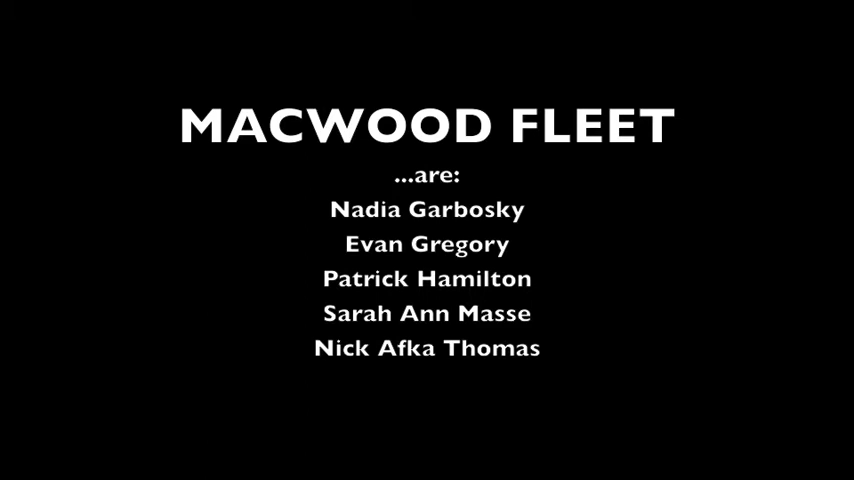 MACWOOD FLEET
...are:
Nadia Garbosky
Evan Gregory
Patrick Hamilton
Sarah Ann Masse
Nick Afka Thomas